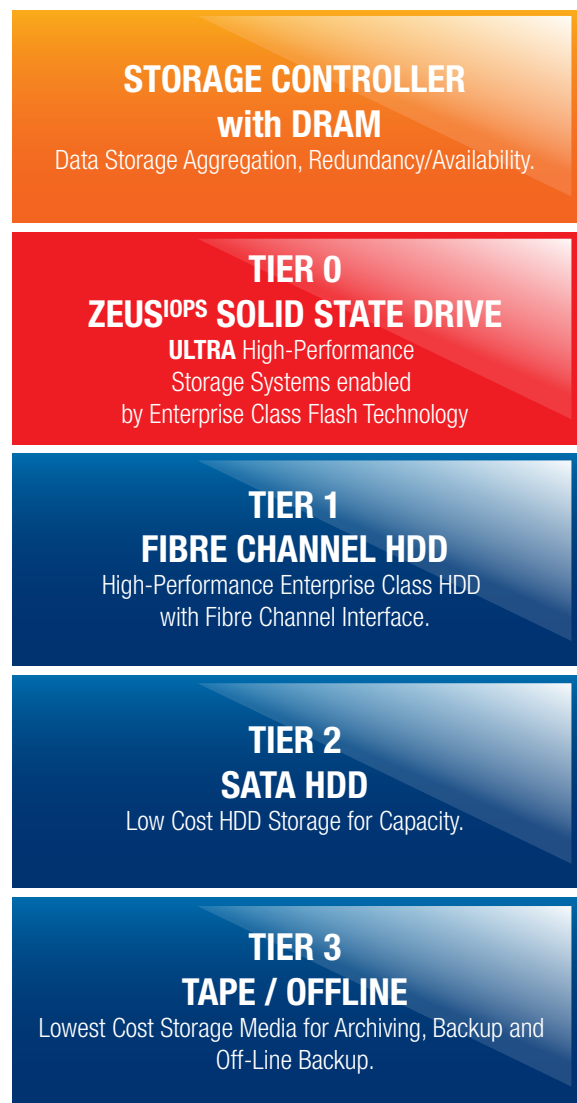 STORAGE CONTROLLER
with DRAM
Data Storage Aggregation, Redundancy/Availability.
TIER 0
ZEUSIOPS SOLID STATE DRIVE
ULTRA High-Performance
Storage Systems enabled
by Enterprise Class Flash Technology
TIER 1
FIBRE CHANNEL HDD
High-Performance Enterprise Class HDD
with Fibre Channel Interface.
TIER 2
SATA HDD
Low Cost HDD Storage for Capacity.
TIER 3
TAPE / OFFLINE
Lowest Cost Storage Media for Archiving, Backup and
Off-Line Backup.